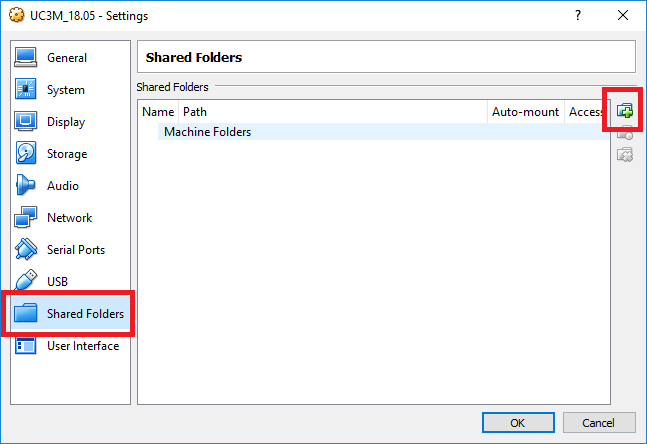 UC3M_18.05 - Settings
General
System
Display
Storage
Audio
Network
Serial Ports
USB
Shared Folders
User Interface
Shared Folders
Shared Folders
Name Path Auto-mount Access
Machine Folders
OK Cancel